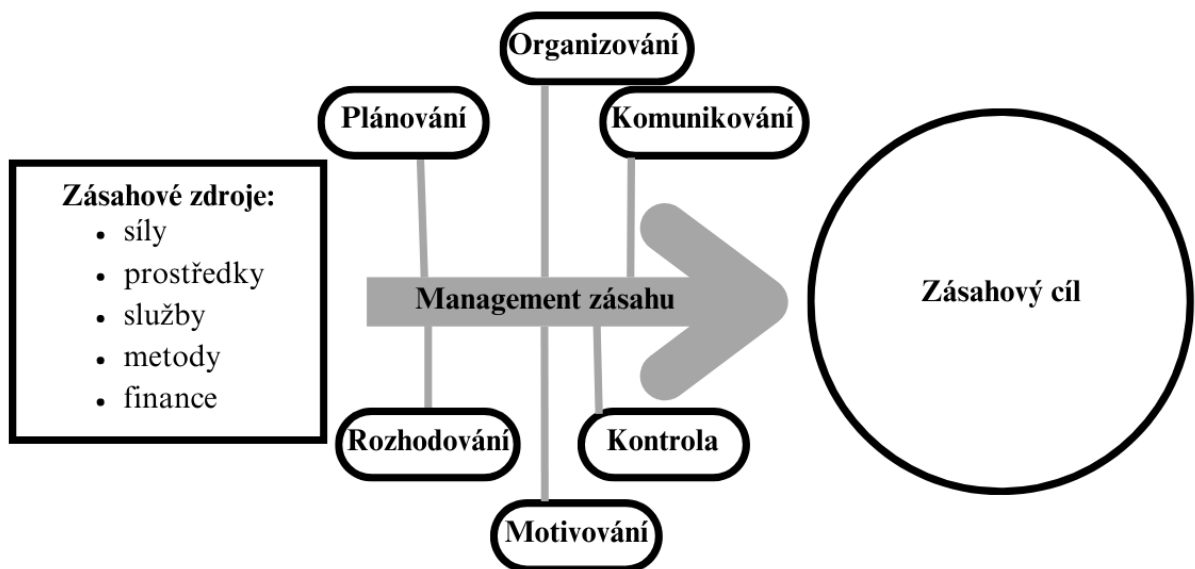 Organizování
Plánování
Komunikování
Zásahové zdroje:
• síly
• prostředky
• služby
• metody
• finance
Management zásahu
Zásahový cíl
Rozhodování
Kontrola
Motivování